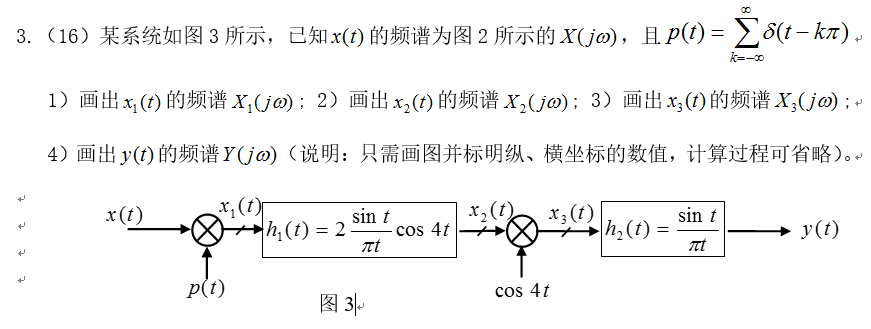 3.（16）某系统如图 3 所示，已知 x(t) 的频谱为图 2 所示的 X(jω)，且 p(t) = ∑_{k=-∞}^{∞} δ(t − kπ)
1）画出 x₁(t) 的频谱 X₁(jω)；2）画出 x₂(t) 的频谱 X₂(jω)；3）画出 x₃(t) 的频谱 X₃(jω)；
4）画出 y(t) 的频谱 Y(jω)（说明：只需画图并标明纵、横坐标的数值，计算过程可省略）。
x(t) x₁(t) h₁(t) = 2 \frac{sin t}{πt} cos 4t x₂(t) x₃(t) h₂(t) = \frac{sin t}{πt} y(t)
p(t) cos 4t
图 3